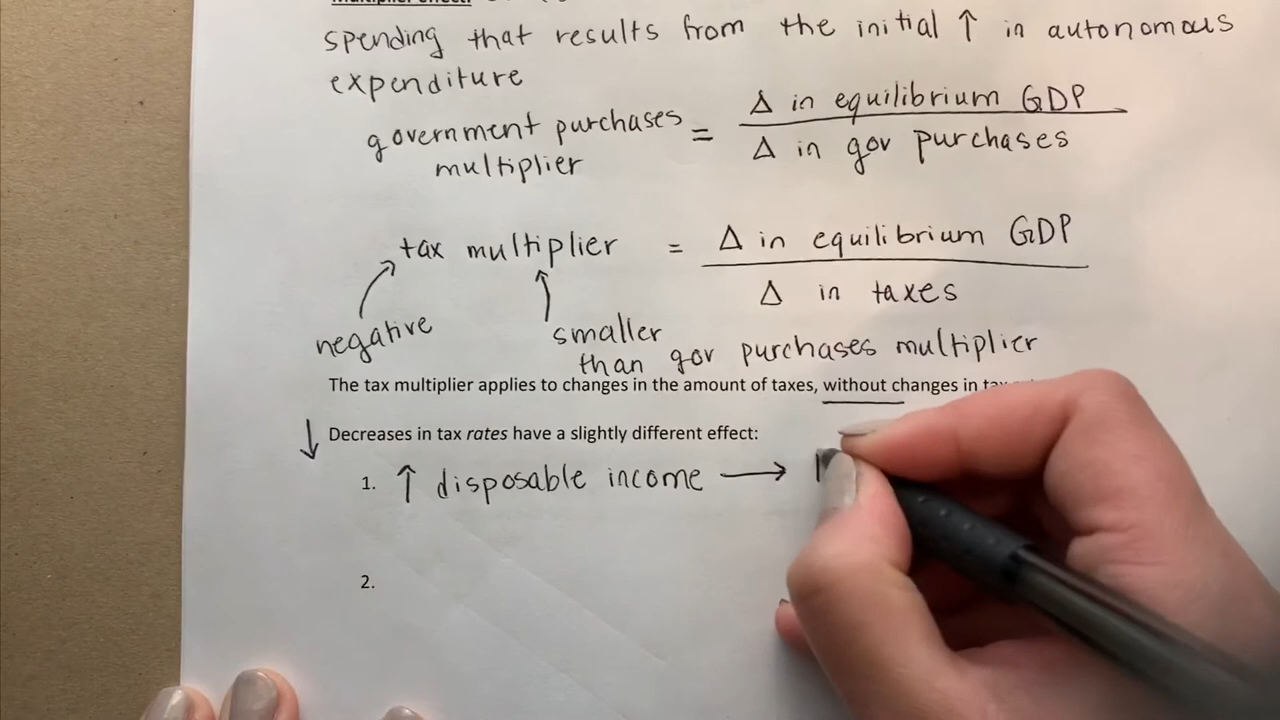 Multiplier effect:
spending that results from the initial ↑ in autonomous
expenditure
government purchases multiplier = Δ in equilibrium GDP
Δ in gov purchases
tax multiplier = Δ in equilibrium GDP
Δ in taxes
negative
smaller
than gov purchases multiplier
The tax multiplier applies to changes in the amount of taxes, without changes in
↓ Decreases in tax rates have a slightly different effect:
1. ↑ disposable income →
2.